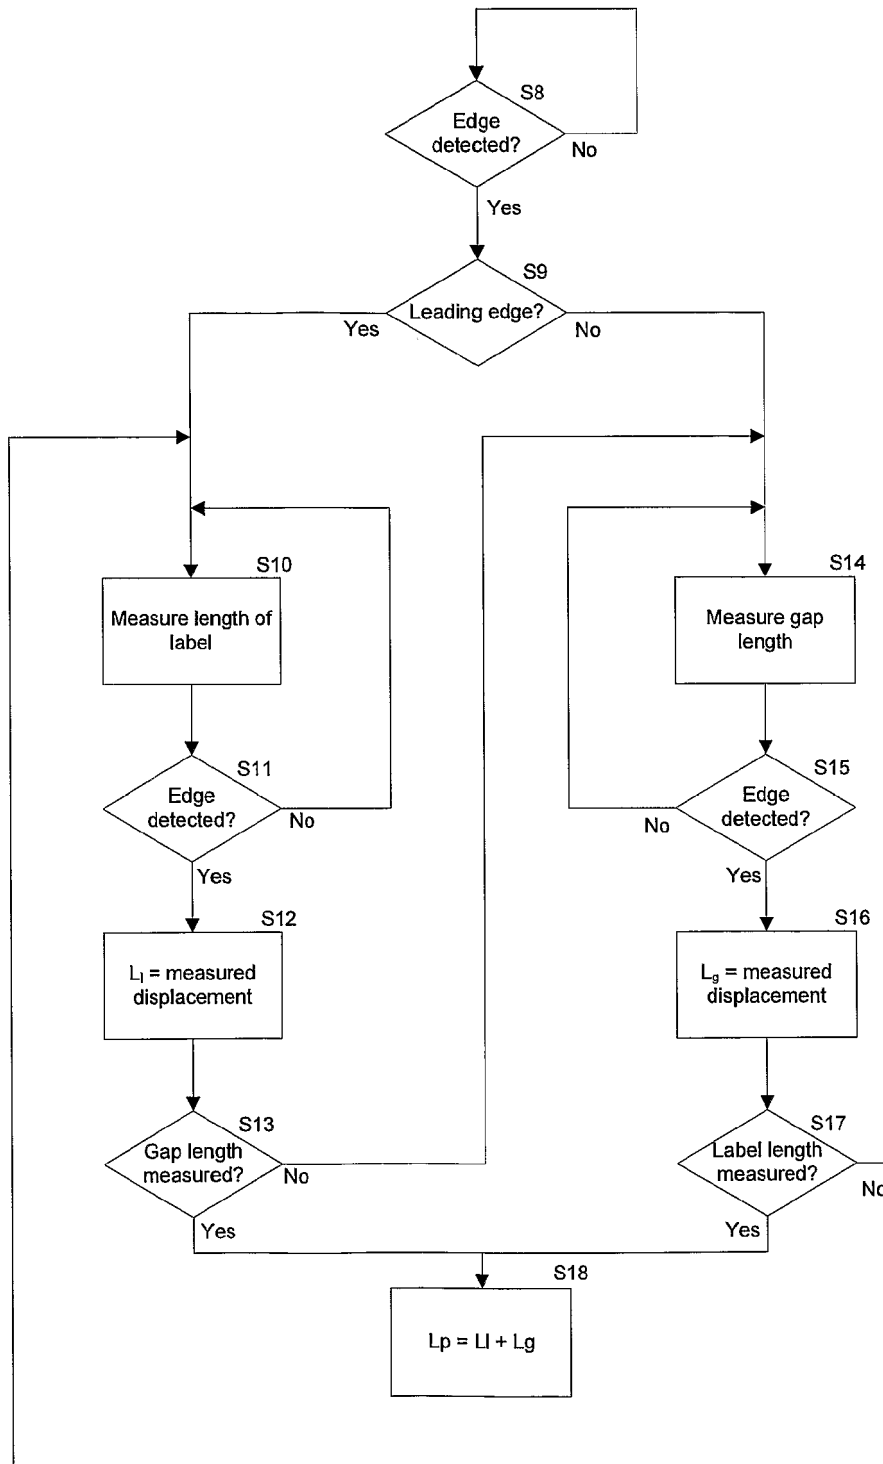 S8
Edge
detected?
No
Yes
S9
Leading edge?
Yes
No
S10
Measure length of
label
S14
Measure gap
length
S11
Edge
detected?
No
Yes
S15
Edge
detected?
No
Yes
S12
Lₗ = measured
displacement
S16
L₉ = measured
displacement
S13
Gap length
measured?
No
Yes
S17
Label length
measured?
No
Yes
S18
Lp = Ll + Lg